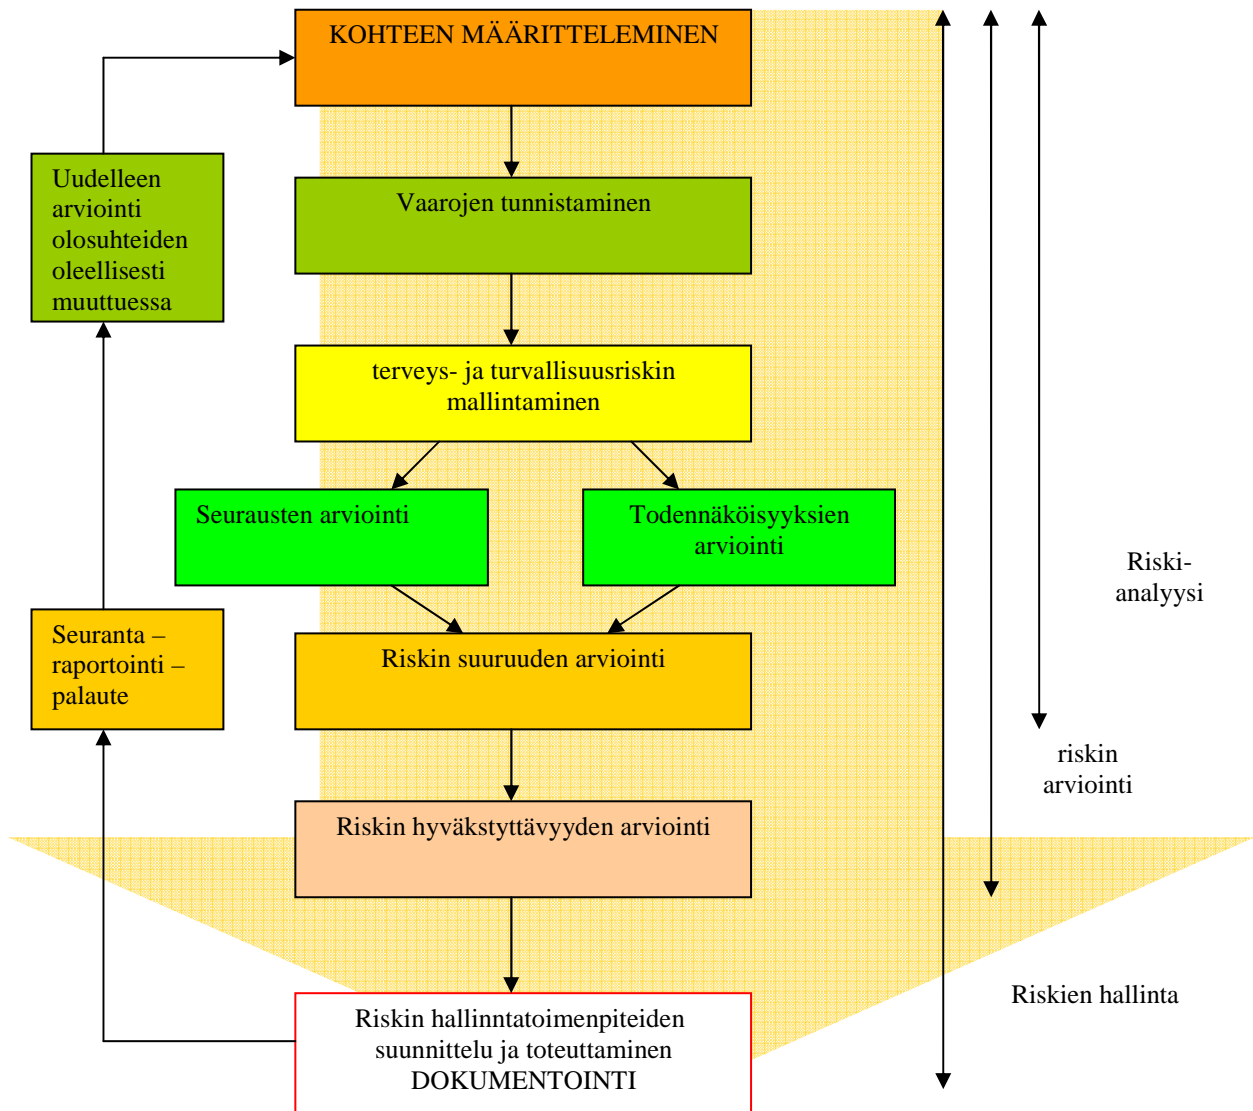 KOHTEEN MÄÄRITTELEMINEN
Uudelleen
arviointi
olosuhteiden
oleellisesti
muuttuessa
Vaarojen tunnistaminen
terveys- ja turvallisuusriskin
mallintaminen
Seurausten arviointi
Todennäköisyyksien
arviointi
Riski-
analyysi
Seuranta –
raportointi –
palaute
Riskin suuruuden arviointi
riskin
arviointi
Riskin hyväkstyttävyyden arviointi
Riskien hallinta
Riskin hallinntatoimenpiteiden
suunnittelu ja toteuttaminen
DOKUMENTOINTI